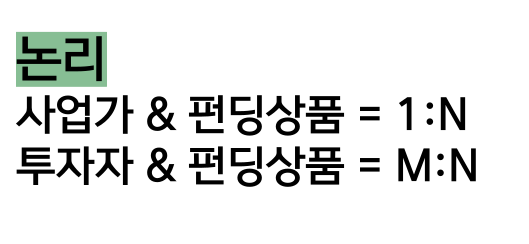 논리
사업가 & 펀딩상품 = 1:N
투자자 & 펀딩상품 = M:N